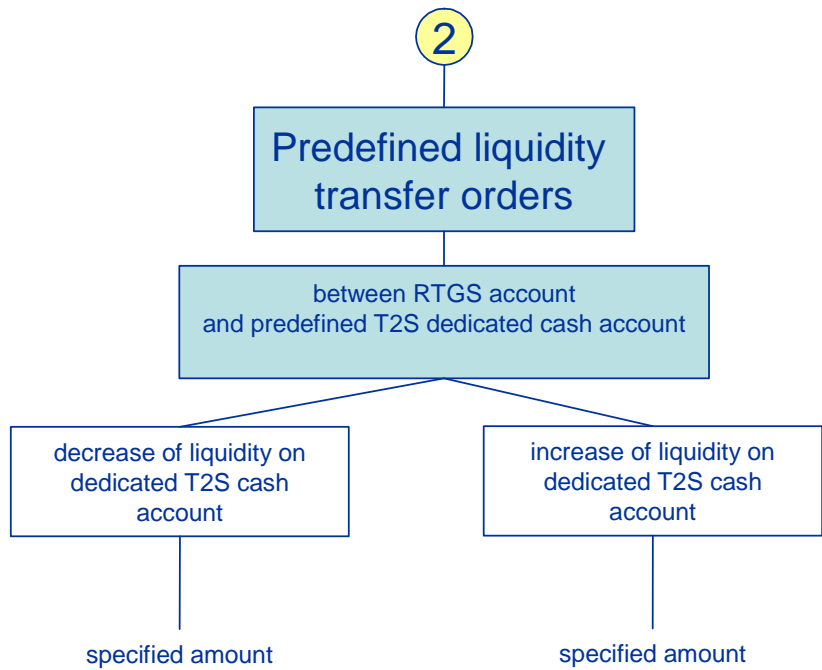 2
Predefined liquidity
transfer orders
between RTGS account
and predefined T2S dedicated cash account
decrease of liquidity on
dedicated T2S cash
account
increase of liquidity on
dedicated T2S cash
account
specified amount
specified amount